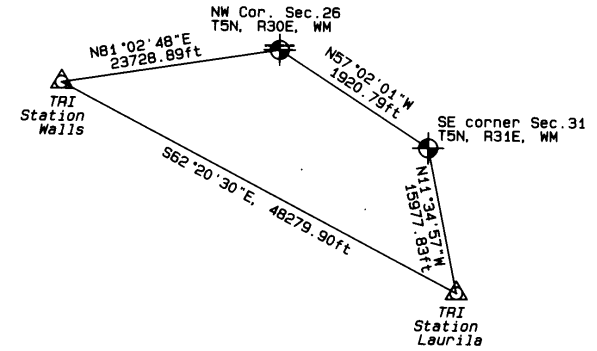 NW Cor. Sec.26
T5N, R30E, WM
N81°02'48"E
23728.89ft
N57°02'01"W
1920.79ft
TRI
Station
Walls
SE corner Sec.31
T5N, R31E, WM
S62°20'30"E, 48279.90ft
N11°34'57"W
15977.83ft
TRI
Station
Laurila